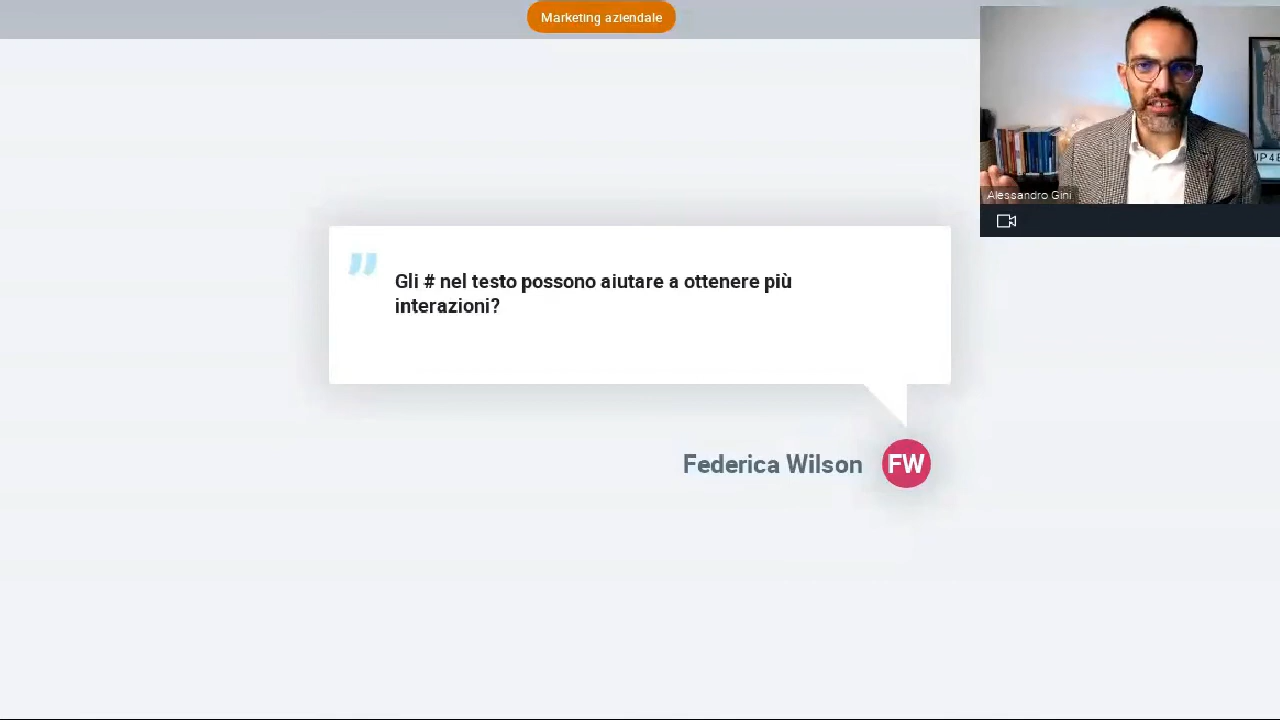 Marketing aziendale
Alessandro Gini
Gli # nel testo possono aiutare a ottenere più
interazioni?
Federica Wilson
FW